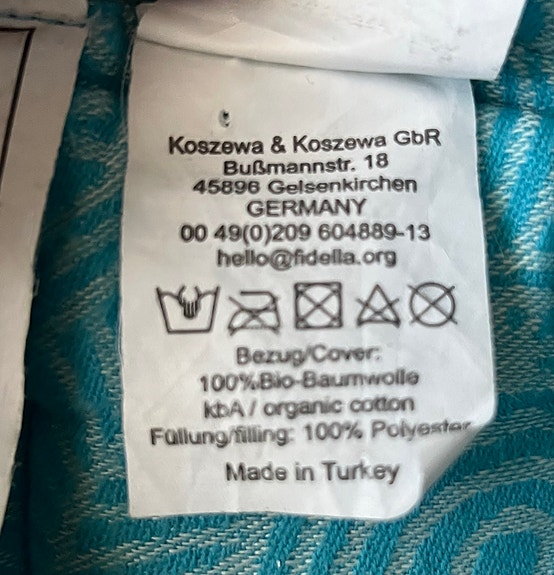 Koszewa & Koszewa GbR
Bußmannstr. 18
45896 Gelsenkirchen
GERMANY
00 49(0)209 604889-13
hello@fidella.org
Bezug/Cover:
100%Bio-Baumwolle
kbA / organic cotton
Füllung/filling: 100% Polyester
Made in Turkey